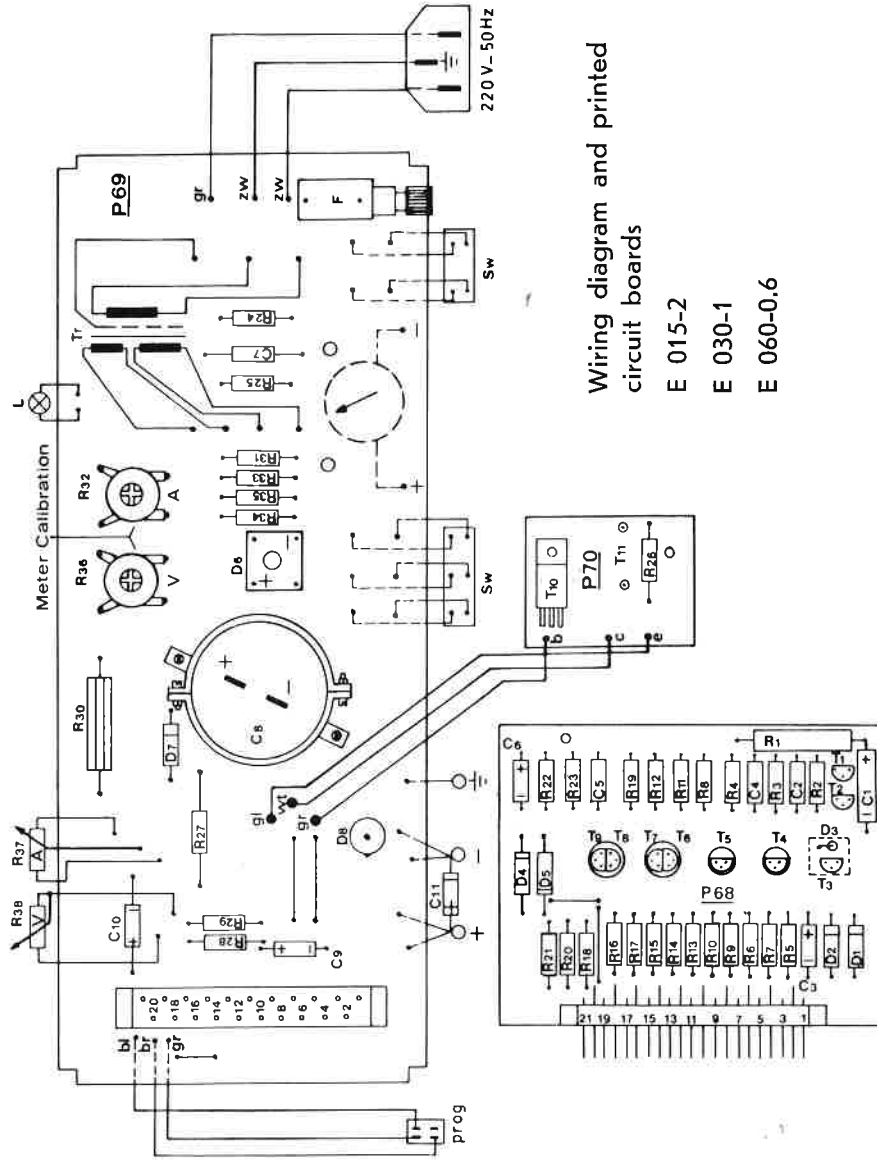 Meter Calibration
R38
V
R37
A
R30
R36
V
R32
A
L
Tr
P69
gr
zw
zw
220 V – 50Hz
F
Sw
R24
C7
R25
R31
R33
R35
R34
D6
+
–
+
–
C8
+
–
D7
R27
C10
+
R29
R28
C9
+
–
gl
wt
gr
D8
C11
+
+
–
Sw
20
18
16
14
12
10
8
6
4
2
bl
br
gr
gr
prog
T10
P70
T11
R26
b
c
e
C6
+
–
R22
R23
C5
R19
R12
R11
R8
R4
C4
R3
C2
R2
R1
T1
T2
C1
+
–
D4
D5
T9
T8
T7
T6
T5
T4
D3
T3
P68
R21
R20
R18
R16
R17
R15
R14
R13
R10
R9
R6
R7
R5
C3
+
–
D2
D1
21
19
17
15
13
11
9
7
5
3
1
Wiring diagram and printed
circuit boards
E 015-2
E 030-1
E 060-0.6